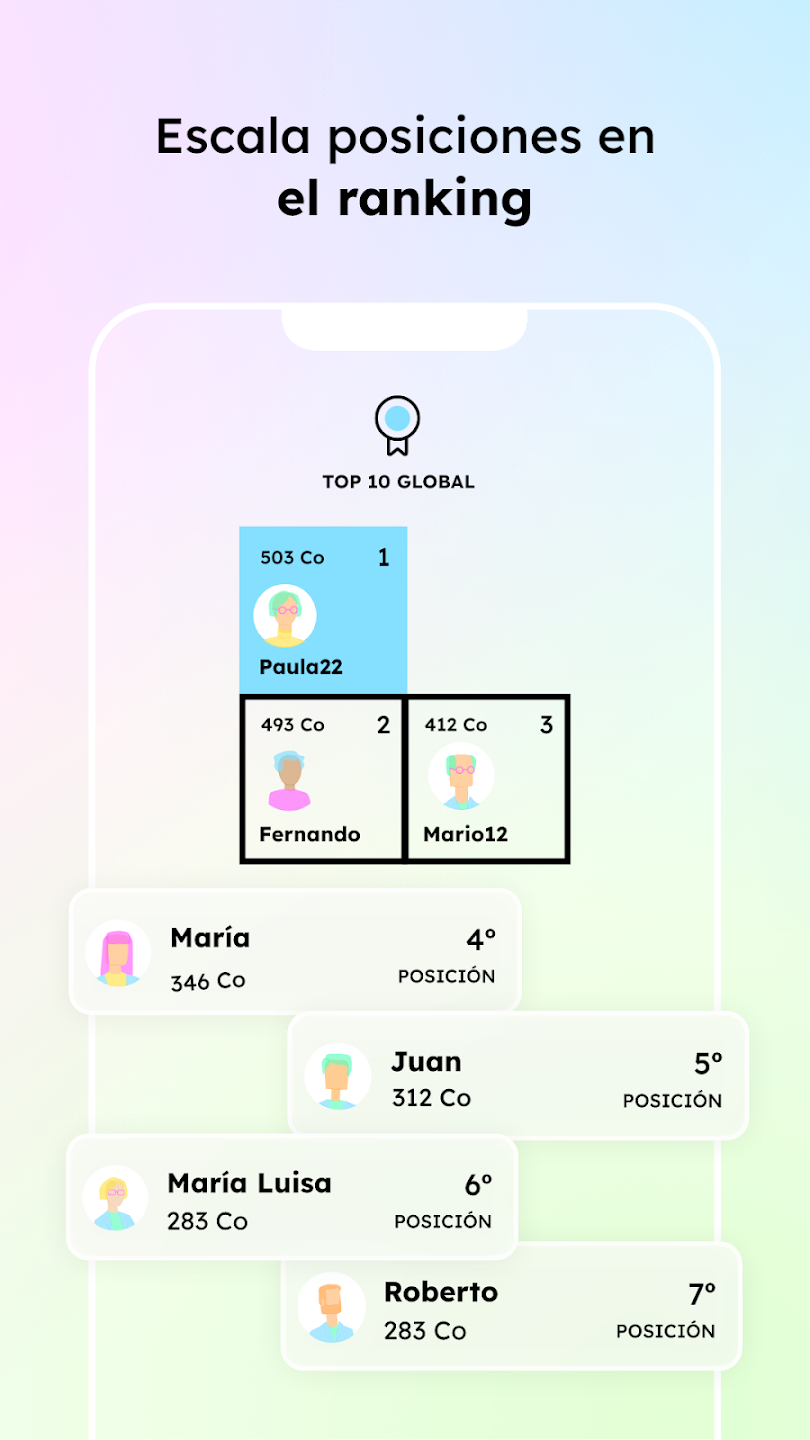 Escala posiciones en
el ranking
TOP 10 GLOBAL
503 Co 1
Paula22
493 Co 2
Fernando
412 Co 3
Mario12
María
346 Co
4º
POSICIÓN
Juan
312 Co
5º
POSICIÓN
María Luisa
283 Co
6º
POSICIÓN
Roberto
283 Co
7º
POSICIÓN